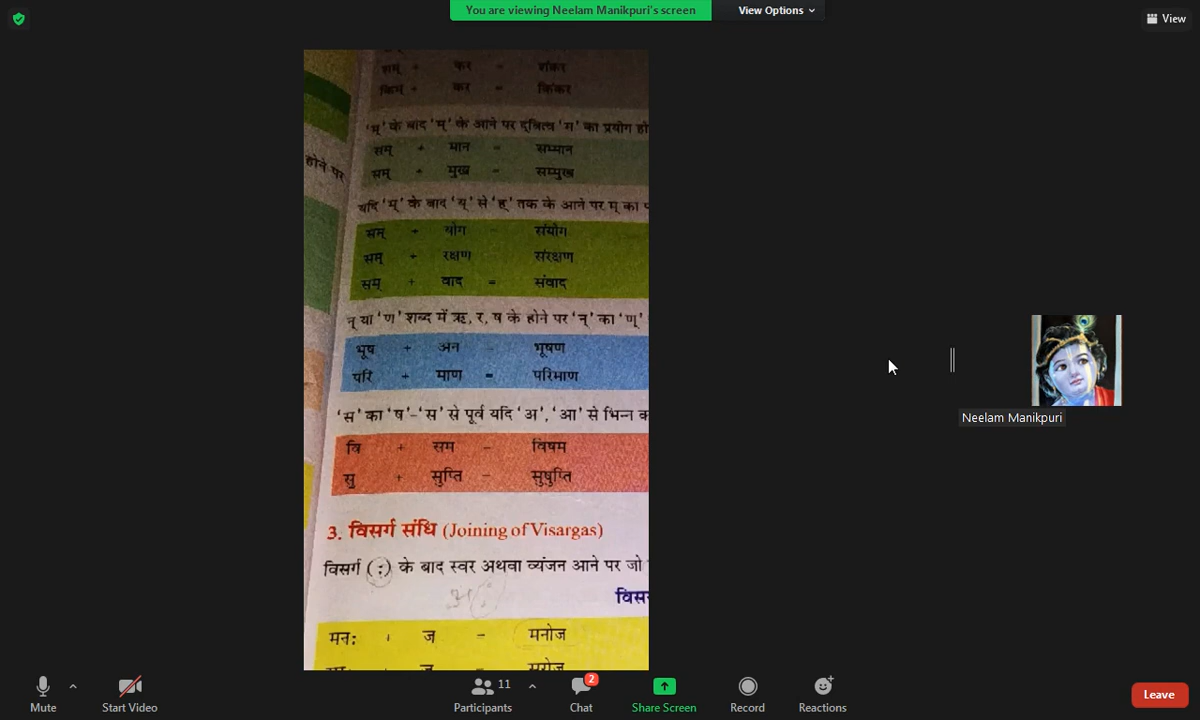 You are viewing Neelam Manikpuri's screen
View Options
View
शम् + कर = शंकर
किम् + कर = किंकर
'म्' के बाद 'म्' के आने पर द्वित्व 'म' का प्रयोग हो
सम् + मान = सम्मान
सम् + मुख = सम्मुख
होने पर
यदि 'म्' के बाद 'य्' से 'ह्' तक के आने पर म् का
सम् + योग - संयोग
सम् + रक्षण संरक्षण
सम् + वाद = संवाद
न् या 'ण' शब्द में ऋ, र, ष के होने पर 'न्' का 'ण्'
भूष + अन - भूषण
परि + माण = परिमाण
'स' का 'ष'-'स' से पूर्व यदि 'अ', 'आ' से भिन्न
वि + सम - विषम
सु + सुप्ति - सुषुप्ति
3. विसर्ग संधि (Joining of Visargas)
विसर्ग (:) के बाद स्वर अथवा व्यंजन आने पर जो
विस
मनः + ज - मनोज
ज सरोज
Neelam Manikpuri
Mute
Start Video
11
Participants
2
Chat
Share Screen
Record
Reactions
Leave